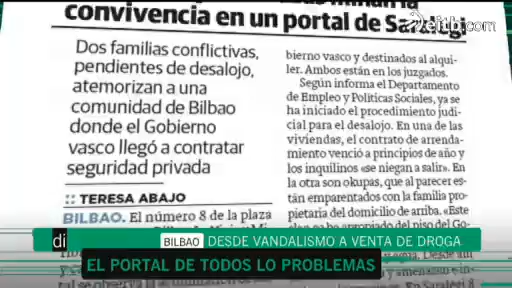 convivencia en un portal de Saralegi
eitb.com
Dos familias conflictivas,
pendientes de desalojo,
atemorizan a una
comunidad de Bilbao
donde el Gobierno
vasco llegó a contratar
seguridad privada
:: TERESA ABAJO
BILBAO. El número 8 de la plaza
bierno vasco y destinados al alqui-
ler. Ambos están en los juzgados.
Según informa el Departamento
de Empleo y Políticas Sociales, ya se
ha iniciado el procedimiento judi-
cial para el desalojo. En una de las
viviendas, el contrato de arrenda-
miento venció a principios de año y
los inquilinos «se niegan a salir». En
la otra son okupas, que al parecer es-
tán emparentados con la familia pro-
pietaria del domicilio de arriba. «Este
di
BILBAO DESDE VANDALISMO A VENTA DE DROGA
EL PORTAL DE TODOS LO PROBLEMAS